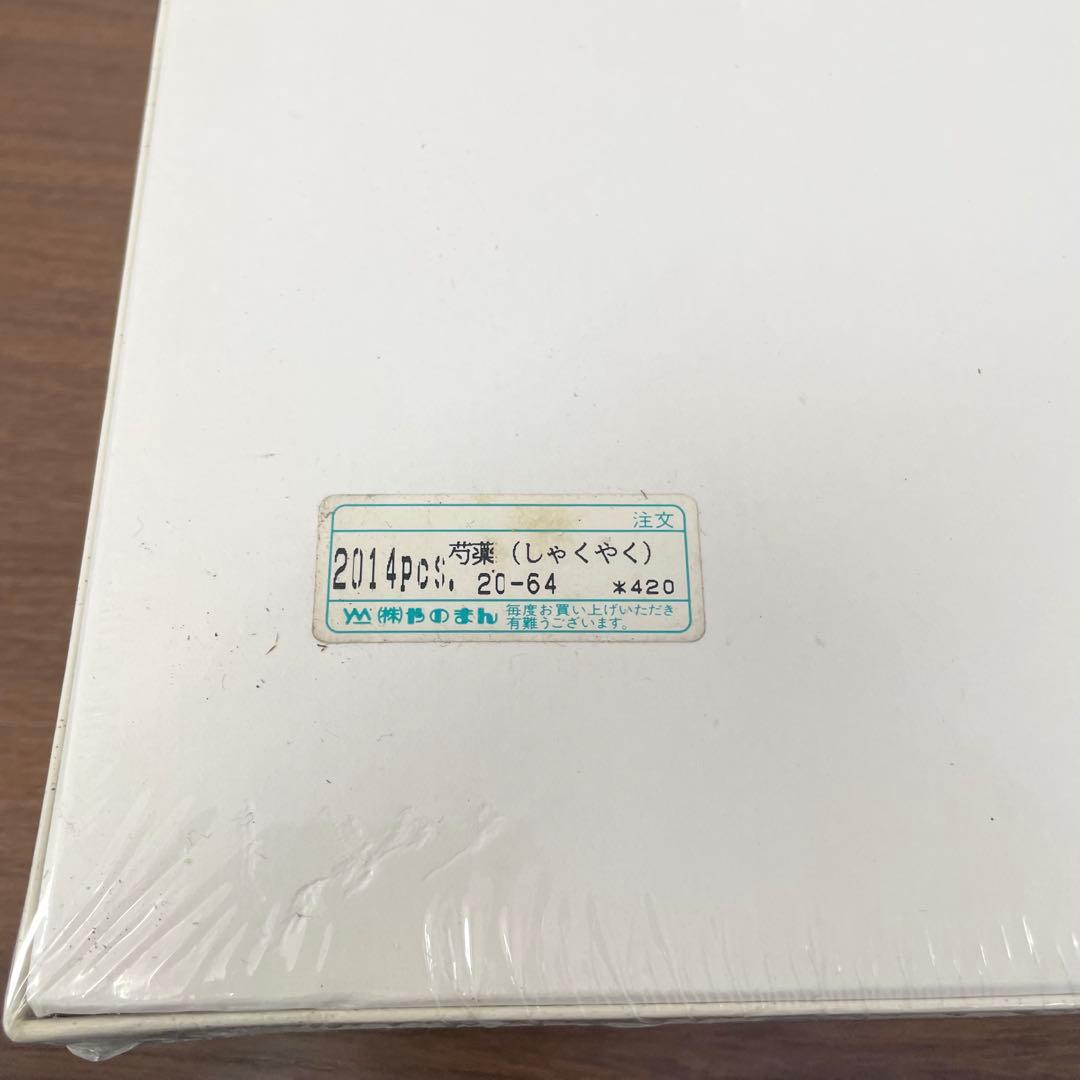 注文
芍薬（しゃくやく）
2014pcs. 20-64 *420
YM ㈱やのまん 毎度お買い上げいただき
有難うございます。